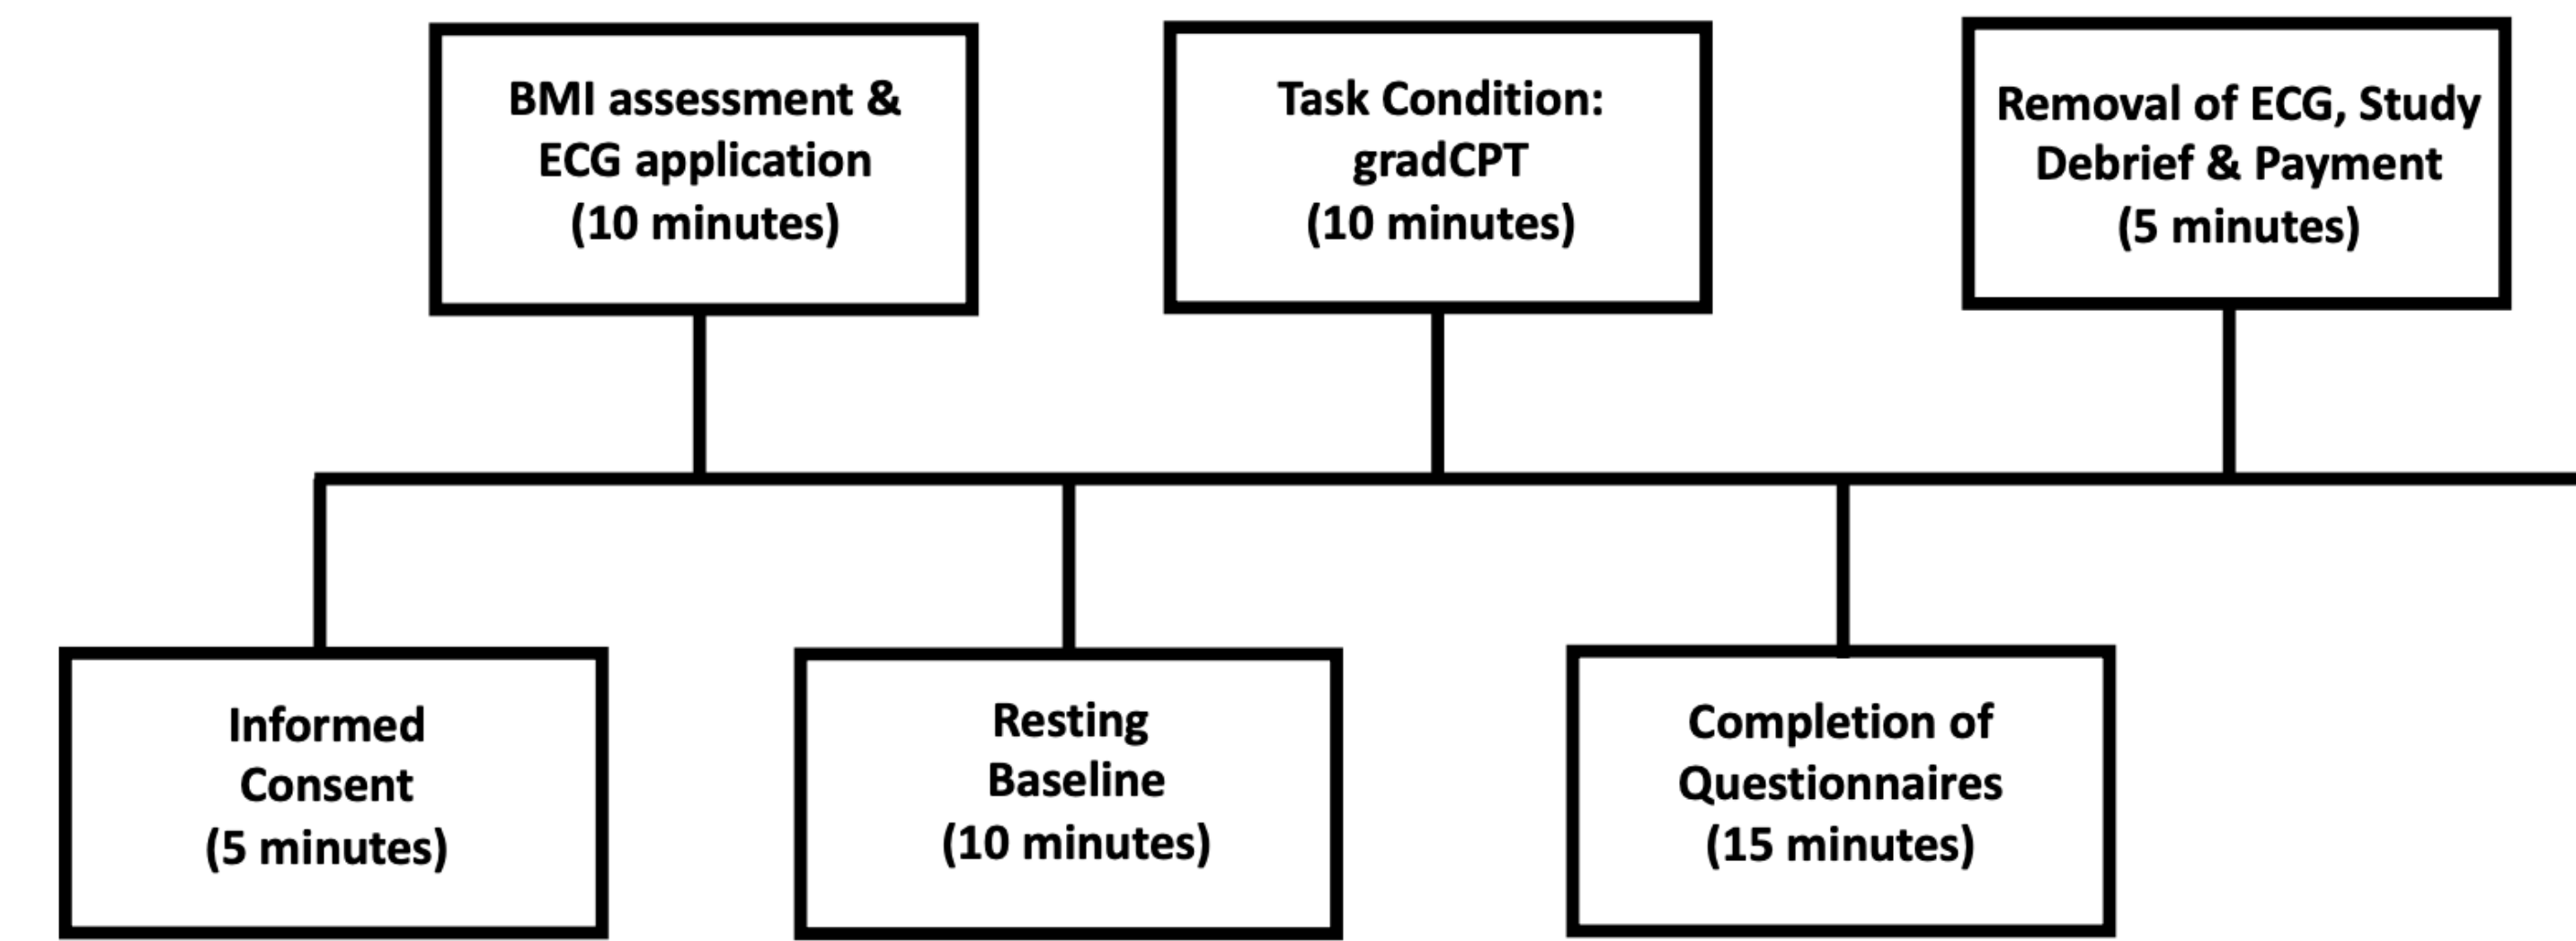 BMI assessment &
ECG application
(10 minutes)
Task Condition:
gradCPT
(10 minutes)
Removal of ECG, Study
Debrief & Payment
(5 minutes)
Informed
Consent
(5 minutes)
Resting
Baseline
(10 minutes)
Completion of
Questionnaires
(15 minutes)